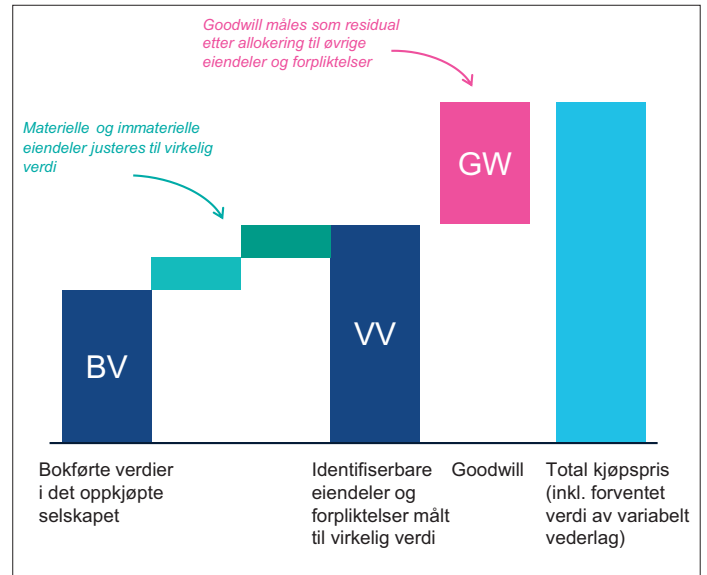 Goodwill måles som residual
etter allokering til øvrige
eiendeler og forpliktelser
Materielle og immaterielle
eiendeler justeres til virkelig
verdi
GW
VV
BV
Bokførte verdier
i det oppkjøpte
selskapet
Identifiserbare
eiendeler og
forpliktelser målt
til virkelig verdi
Goodwill
Total kjøpspris
(inkl. forventet
verdi av variabelt
vederlag)